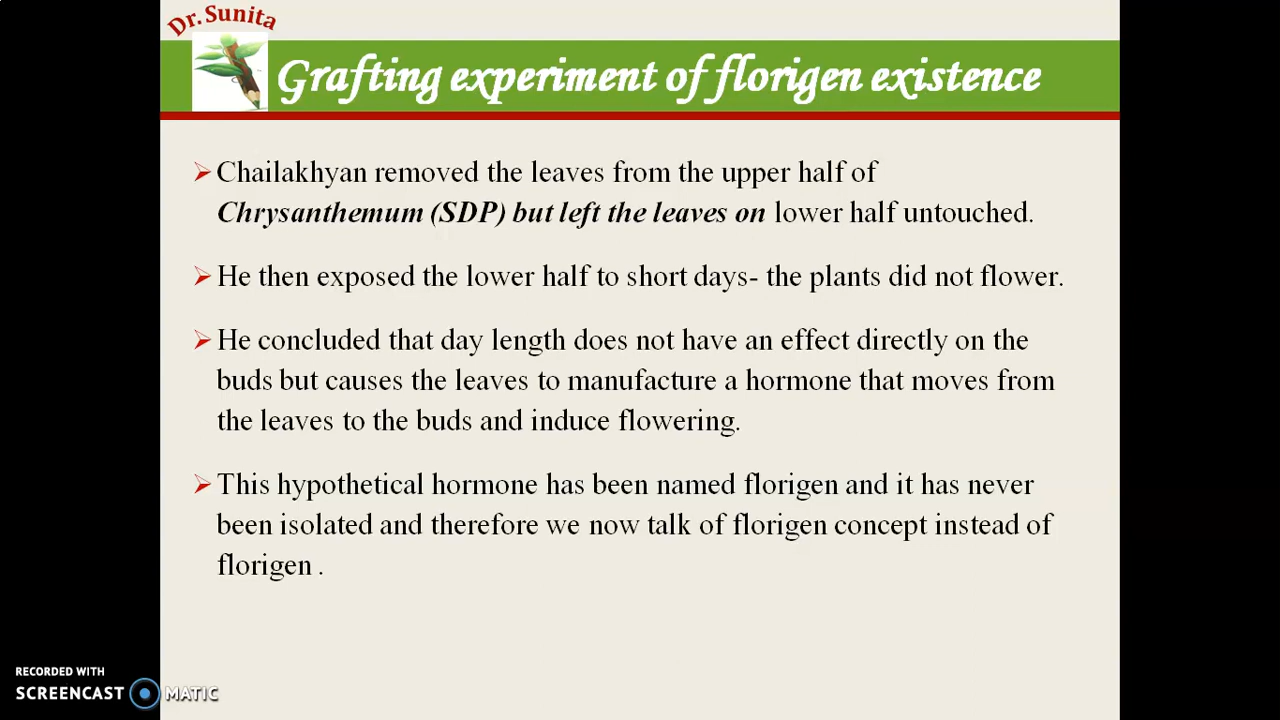 Dr. Sunita
Grafting experiment of florigen existence
Chailakhyan removed the leaves from the upper half of
Chrysanthemum (SDP) but left the leaves on lower half untouched.
He then exposed the lower half to short days- the plants did not flower.
He concluded that day length does not have an effect directly on the
buds but causes the leaves to manufacture a hormone that moves from
the leaves to the buds and induce flowering.
This hypothetical hormone has been named florigen and it has never
been isolated and therefore we now talk of florigen concept instead of
florigen .
RECORDED WITH
SCREENCAST MATIC